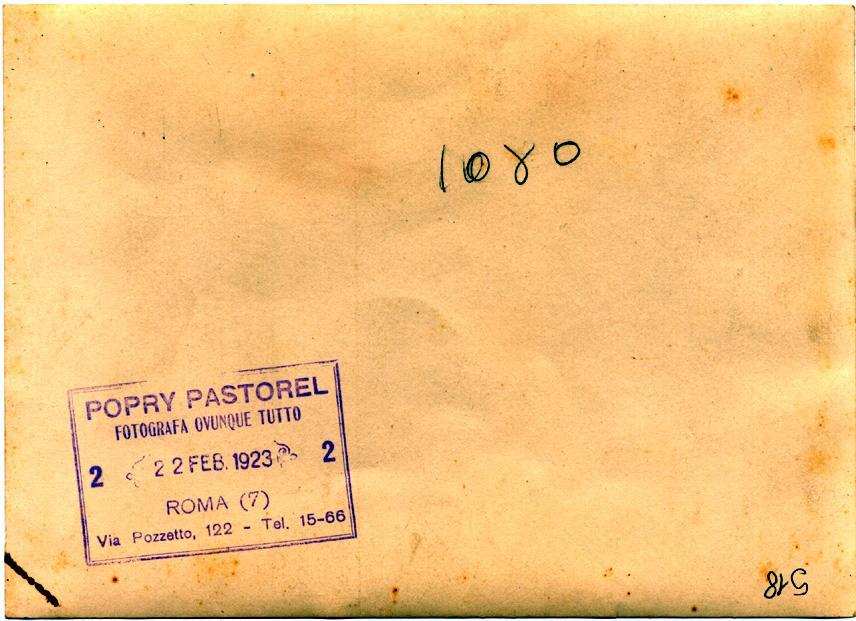 1080
POPRY PASTOREL
FOTOGRAFA OVUNQUE TUTTO
2 22 FEB. 1923 2
ROMA (7)
Via Pozzetto, 122 - Tel. 15-66
518